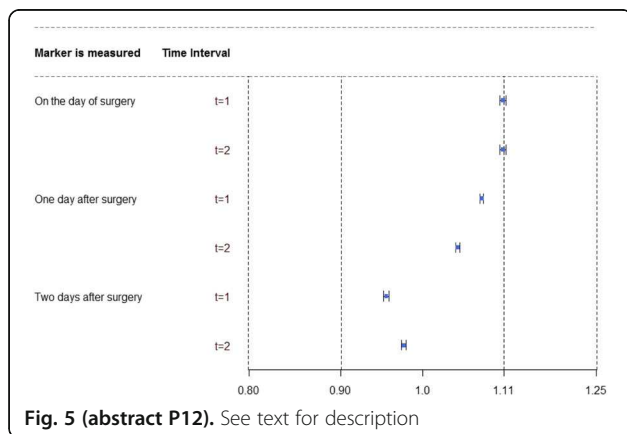 Marker is measured Time Interval
On the day of surgery t=1
t=2
One day after surgery t=1
t=2
Two days after surgery t=1
t=2
0.80 0.90 1.0 1.11 1.25
Fig. 5 (abstract P12). See text for description